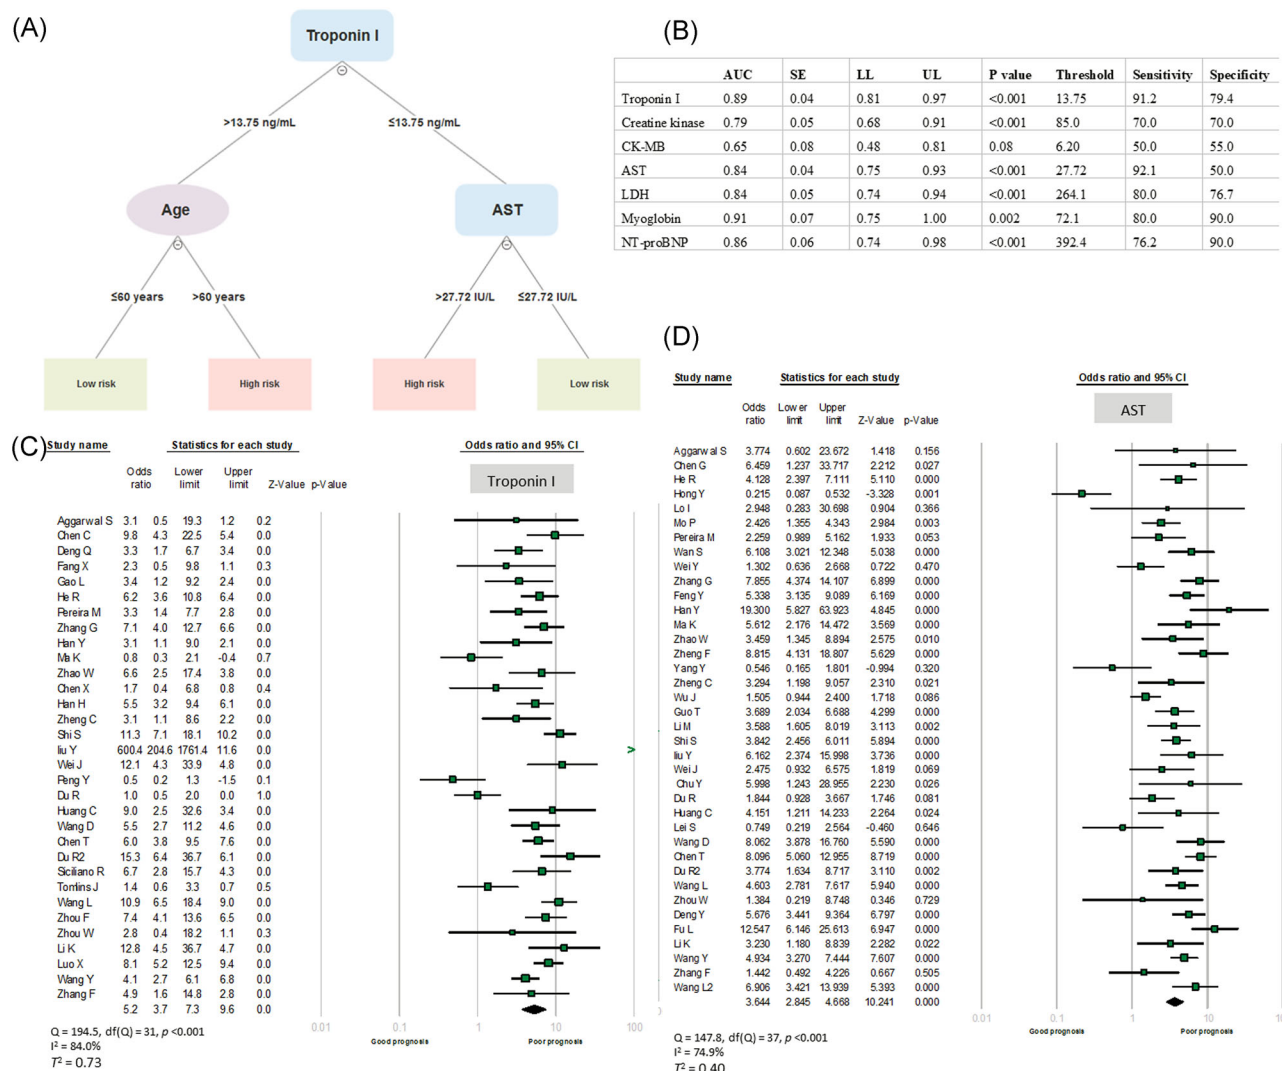 (A)
Troponin I
>13.75 ng/mL
≤13.75 ng/mL
Age
AST
≤60 years
>60 years
>27.72 IU/L
≤27.72 IU/L
Low risk
High risk
High risk
Low risk
(B)
AUC SE LL UL P value Threshold Sensitivity Specificity
Troponin I 0.89 0.04 0.81 0.97 <0.001 13.75 91.2 79.4
Creatine kinase 0.79 0.05 0.68 0.91 <0.001 85.0 70.0 70.0
CK-MB 0.65 0.08 0.48 0.81 0.08 6.20 50.0 55.0
AST 0.84 0.04 0.75 0.93 <0.001 27.72 92.1 50.0
LDH 0.84 0.05 0.74 0.94 <0.001 264.1 80.0 76.7
Myoglobin 0.91 0.07 0.75 1.00 0.002 72.1 80.0 90.0
NT-proBNP 0.86 0.06 0.74 0.98 <0.001 392.4 76.2 90.0
(C)
Study name Statistics for each study Odds ratio and 95% CI
Troponin I
Odds Lower Upper
ratio limit limit Z-Value p-Value
Aggarwal S 3.1 0.5 19.3 1.2 0.2
Chen C 9.8 4.3 22.5 5.4 0.0
Deng Q 3.3 1.7 6.7 3.4 0.0
Fang X 2.3 0.5 9.8 1.1 0.3
Gao L 3.4 1.2 9.2 2.4 0.0
He R 6.2 3.6 10.8 6.4 0.0
Pereira M 3.3 1.4 7.7 2.8 0.0
Zhang G 7.1 4.0 12.7 6.6 0.0
Han Y 3.1 1.1 9.0 2.1 0.0
Ma K 0.8 0.3 2.1 -0.4 0.7
Zhao W 6.6 2.5 17.4 3.8 0.0
Chen X 1.7 0.4 6.8 0.8 0.4
Han H 5.5 3.2 9.4 6.1 0.0
Zheng C 3.1 1.1 8.6 2.2 0.0
Shi S 11.3 7.1 18.1 10.2 0.0
liu Y 600.4 204.6 1761.4 11.6 0.0
Wei J 12.1 4.3 33.9 4.8 0.0
Feng Y 0.5 0.2 1.3 -1.5 0.1
Du R 1.0 0.5 2.0 0.0 1.0
Huang C 9.0 2.5 32.6 3.4 0.0
Wang D 5.5 2.7 11.2 4.6 0.0
Chen T 6.0 3.8 9.5 7.6 0.0
Du R2 15.3 6.4 36.7 6.1 0.0
Siciliano R 6.7 2.8 15.7 4.3 0.0
Tomlins J 1.4 0.6 3.3 0.7 0.5
Wang L 10.9 6.5 18.4 9.0 0.0
Zhou F 7.4 4.1 13.6 6.5 0.0
Zhou W 2.8 0.4 18.2 1.1 0.3
Li K 12.8 4.5 36.7 4.7 0.0
Luo X 8.1 5.2 12.5 9.4 0.0
Wang Y 4.1 2.7 6.1 6.8 0.0
Zhang F 4.9 1.6 14.8 2.8 0.0
5.2 3.7 7.3 9.6 0.0
0.01 0.1 1 10 100
Good prognosis Poor prognosis
Q = 194.5, df(Q) = 31, p <0.001
I² = 84.0%
T² = 0.73
(D)
Study name Statistics for each study Odds ratio and 95% CI
AST
Odds Lower Upper
ratio limit limit Z-Value p-Value
Aggarwal S 3.774 0.602 23.672 1.418 0.156
Chen G 6.459 1.237 33.717 2.212 0.027
He R 4.128 2.397 7.111 5.110 0.000
Hong Y 0.215 0.087 0.532 -3.328 0.001
Lo I 2.948 0.283 30.698 0.904 0.366
Mo P 2.426 1.355 4.343 2.984 0.003
Pereira M 2.259 0.989 5.162 1.933 0.053
Wan S 6.108 3.021 12.348 5.038 0.000
Wei Y 1.302 0.636 2.668 0.722 0.470
Zhang G 7.855 4.374 14.107 6.899 0.000
Feng Y 5.338 3.135 9.089 6.169 0.000
Han Y 19.300 5.827 63.923 4.845 0.000
Ma K 5.612 2.176 14.472 3.569 0.000
Zhao W 3.459 1.345 8.894 2.575 0.010
Zheng F 8.815 4.131 18.807 5.629 0.000
Yang Y 0.546 0.165 1.801 -0.994 0.320
Zheng C 3.294 1.198 9.057 2.310 0.021
Wu J 1.505 0.944 2.400 1.718 0.086
Guo T 3.689 2.034 6.688 4.299 0.000
Li M 3.588 1.605 8.019 3.113 0.002
Shi S 3.842 2.456 6.011 5.894 0.000
liu Y 6.162 2.374 15.998 3.736 0.000
Wei J 2.475 0.932 6.575 1.819 0.069
Chu Y 5.998 1.243 28.955 2.230 0.026
Du R 1.844 0.928 3.667 1.746 0.081
Huang C 4.151 1.211 14.233 2.264 0.024
Lei S 0.749 0.219 2.564 -0.460 0.646
Wang D 8.062 3.878 16.760 5.590 0.000
Chen T 8.096 5.060 12.955 8.719 0.000
Du R2 3.774 1.634 8.717 3.110 0.002
Wang L 4.603 2.781 7.617 5.940 0.000
Zhou W 1.384 0.219 8.748 0.346 0.729
Deng Y 5.676 3.441 9.364 6.797 0.000
Fu L 12.547 6.146 25.613 6.947 0.000
Li K 3.230 1.180 8.839 2.282 0.022
Wang Y 4.934 3.270 7.444 7.607 0.000
Zhang F 1.442 0.492 4.226 0.667 0.505
Wang L2 6.906 3.421 13.939 5.393 0.000
3.644 2.845 4.668 10.241 0.000
0.01 0.1 1 10
Good prognosis Poor prognosis
Q = 147.8, df(Q) = 37, p <0.001
I² = 74.9%
T² = 0.40